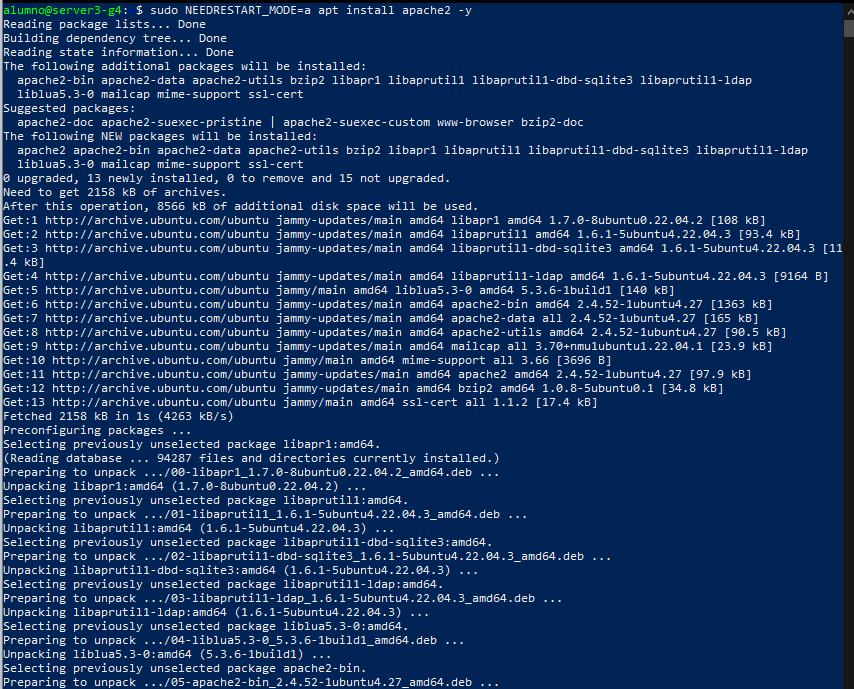 alumno@server3-g4: $ sudo NEEDRESTART_MODE=a apt install apache2 -y
Reading package lists... Done
Building dependency tree... Done
Reading state information... Done
The following additional packages will be installed:
  apache2-bin apache2-data apache2-utils bzip2 libapr1 libaprutil1 libaprutil1-dbd-sqlite3 libaprutil1-ldap
  liblua5.3-0 mailcap mime-support ssl-cert
Suggested packages:
  apache2-doc apache2-suexec-pristine | apache2-suexec-custom www-browser bzip2-doc
The following NEW packages will be installed:
  apache2 apache2-bin apache2-data apache2-utils bzip2 libapr1 libaprutil1 libaprutil1-dbd-sqlite3 libaprutil1-ldap
  liblua5.3-0 mailcap mime-support ssl-cert
0 upgraded, 13 newly installed, 0 to remove and 15 not upgraded.
Need to get 2158 kB of archives.
After this operation, 8566 kB of additional disk space will be used.
Get:1 http://archive.ubuntu.com/ubuntu jammy-updates/main amd64 libapr1 amd64 1.7.0-8ubuntu0.22.04.2 [108 kB]
Get:2 http://archive.ubuntu.com/ubuntu jammy-updates/main amd64 libaprutil1 amd64 1.6.1-5ubuntu4.22.04.3 [93.4 kB]
Get:3 http://archive.ubuntu.com/ubuntu jammy-updates/main amd64 libaprutil1-dbd-sqlite3 amd64 1.6.1-5ubuntu4.22.04.3 [11
.4 kB]
Get:4 http://archive.ubuntu.com/ubuntu jammy-updates/main amd64 libaprutil1-ldap amd64 1.6.1-5ubuntu4.22.04.3 [9164 B]
Get:5 http://archive.ubuntu.com/ubuntu jammy/main amd64 liblua5.3-0 amd64 5.3.6-1build1 [140 kB]
Get:6 http://archive.ubuntu.com/ubuntu jammy-updates/main amd64 apache2-bin amd64 2.4.52-1ubuntu4.27 [1363 kB]
Get:7 http://archive.ubuntu.com/ubuntu jammy-updates/main amd64 apache2-data all 2.4.52-1ubuntu4.27 [165 kB]
Get:8 http://archive.ubuntu.com/ubuntu jammy-updates/main amd64 apache2-utils amd64 2.4.52-1ubuntu4.27 [90.5 kB]
Get:9 http://archive.ubuntu.com/ubuntu jammy-updates/main amd64 mailcap all 3.70+nmu1ubuntu1.22.04.1 [23.9 kB]
Get:10 http://archive.ubuntu.com/ubuntu jammy/main amd64 mime-support all 3.66 [3696 B]
Get:11 http://archive.ubuntu.com/ubuntu jammy-updates/main amd64 apache2 amd64 2.4.52-1ubuntu4.27 [97.9 kB]
Get:12 http://archive.ubuntu.com/ubuntu jammy/main amd64 bzip2 amd64 1.0.8-5ubuntu0.1 [34.8 kB]
Get:13 http://archive.ubuntu.com/ubuntu jammy/main amd64 ssl-cert all 1.1.2 [17.4 kB]
Fetched 2158 kB in 1s (4263 kB/s)
Preconfiguring packages ...
Selecting previously unselected package libapr1:amd64.
(Reading database ... 94287 files and directories currently installed.)
Preparing to unpack .../00-libapr1_1.7.0-8ubuntu0.22.04.2_amd64.deb ...
Unpacking libapr1:amd64 (1.7.0-8ubuntu0.22.04.2) ...
Selecting previously unselected package libaprutil1:amd64.
Preparing to unpack .../01-libaprutil1_1.6.1-5ubuntu4.22.04.3_amd64.deb ...
Unpacking libaprutil1:amd64 (1.6.1-5ubuntu4.22.04.3) ...
Selecting previously unselected package libaprutil1-dbd-sqlite3:amd64.
Preparing to unpack .../02-libaprutil1-dbd-sqlite3_1.6.1-5ubuntu4.22.04.3_amd64.deb ...
Unpacking libaprutil1-dbd-sqlite3:amd64 (1.6.1-5ubuntu4.22.04.3) ...
Selecting previously unselected package libaprutil1-ldap:amd64.
Preparing to unpack .../03-libaprutil1-ldap_1.6.1-5ubuntu4.22.04.3_amd64.deb ...
Unpacking libaprutil1-ldap:amd64 (1.6.1-5ubuntu4.22.04.3) ...
Selecting previously unselected package liblua5.3-0:amd64.
Preparing to unpack .../04-liblua5.3-0_5.3.6-1build1_amd64.deb ...
Unpacking liblua5.3-0:amd64 (5.3.6-1build1) ...
Selecting previously unselected package apache2-bin.
Preparing to unpack .../05-apache2-bin_2.4.52-1ubuntu4.27_amd64.deb ...